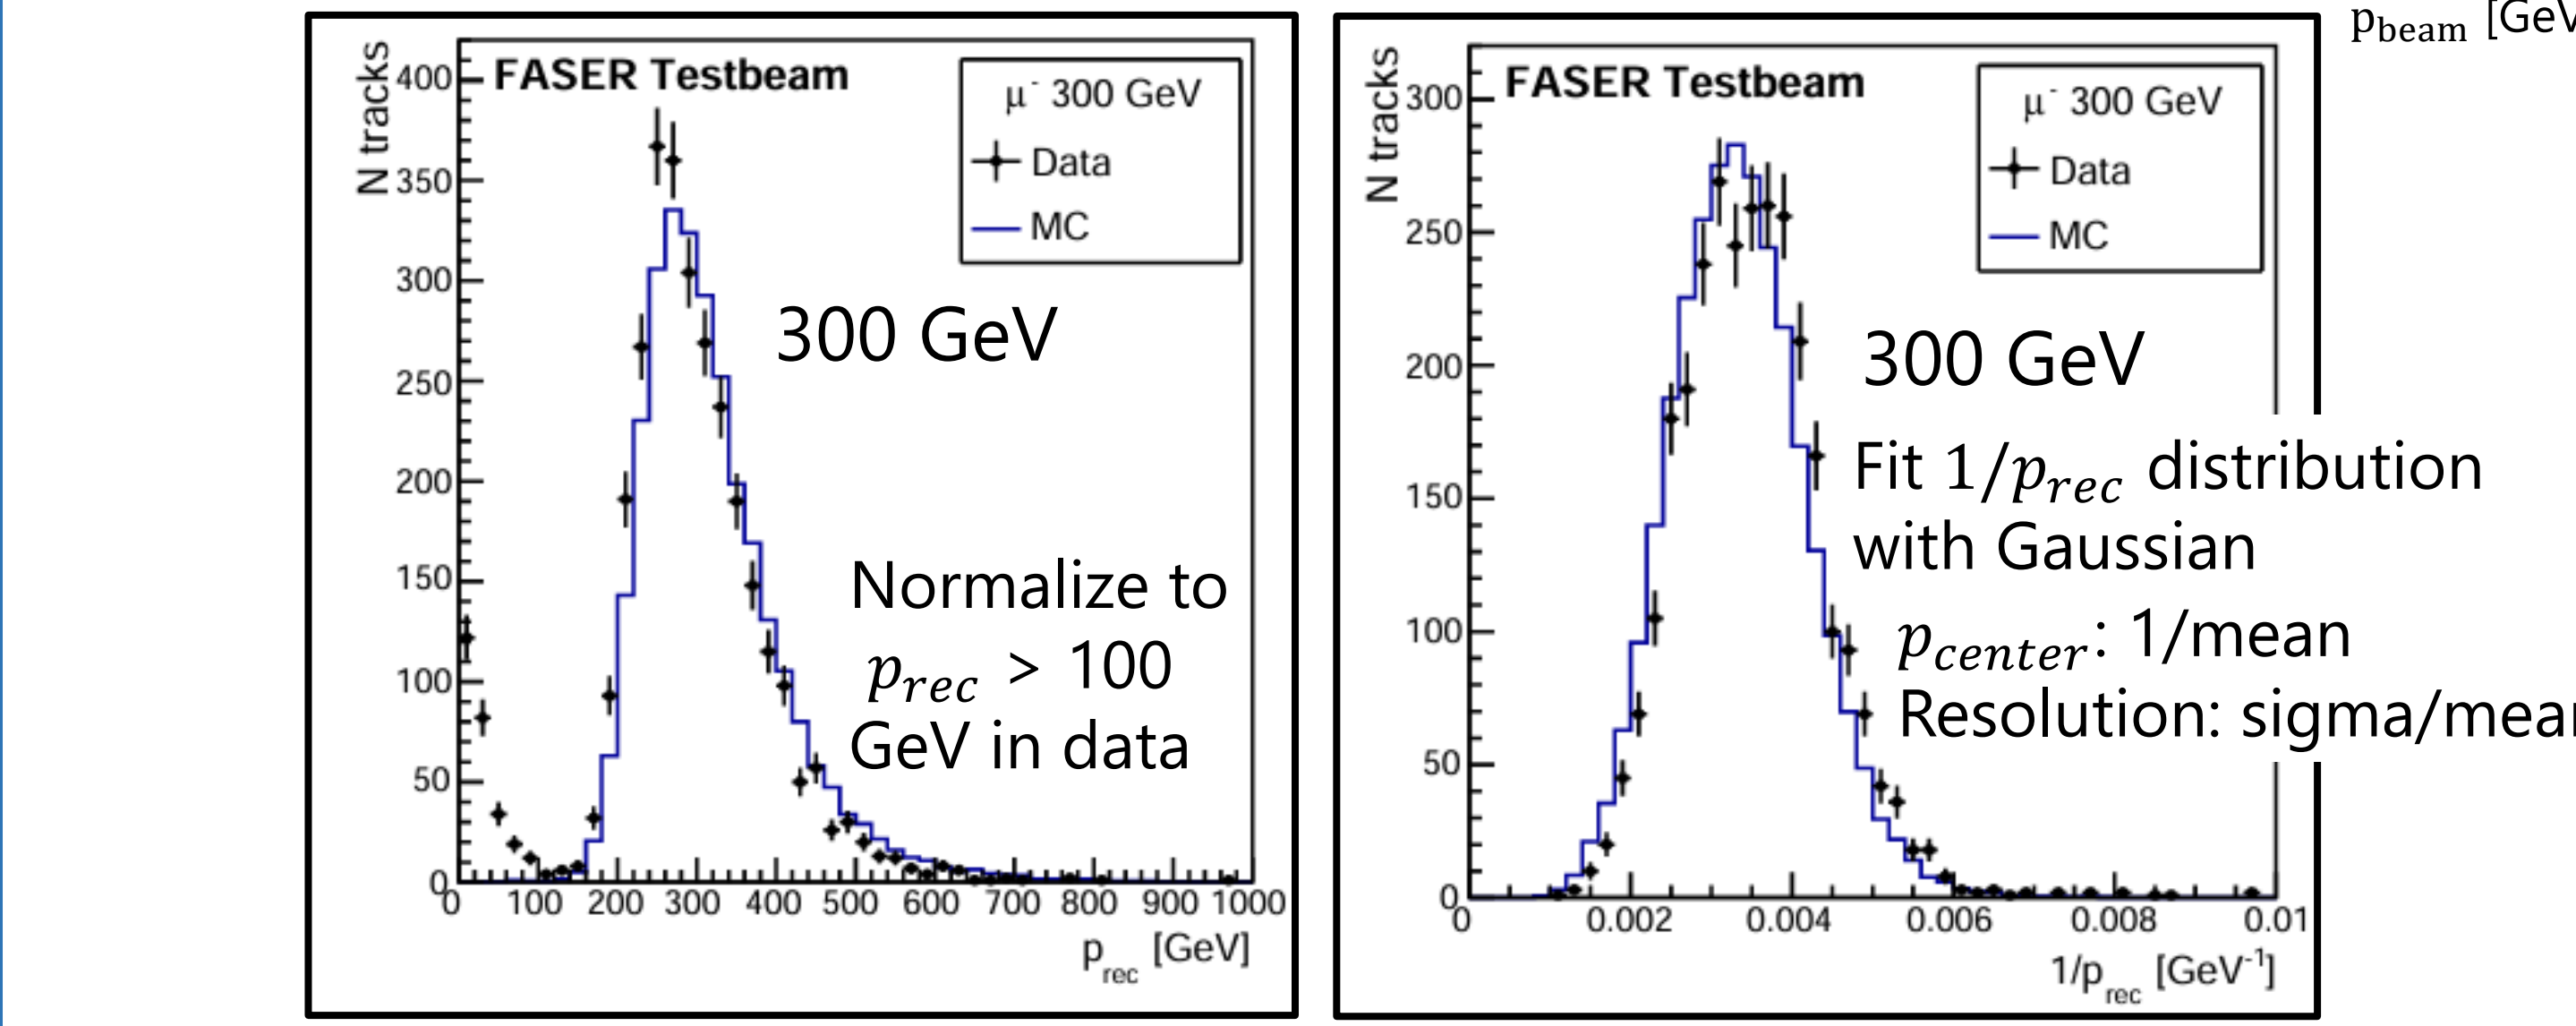 p_beam [GeV
FASER Testbeam
μ⁻ 300 GeV
Data
MC
N tracks
400
350
300
250
200
150
100
50
0
300 GeV
Normalize to
p_rec > 100
GeV in data
0 100 200 300 400 500 600 700 800 900 1000
p_rec [GeV]
FASER Testbeam
μ⁻ 300 GeV
Data
MC
N tracks
300
250
200
150
100
50
0
300 GeV
Fit 1/p_rec distribution
with Gaussian
p_center: 1/mean
Resolution: sigma/mean
0 0.002 0.004 0.006 0.008 0.01
1/p_rec [GeV⁻¹]